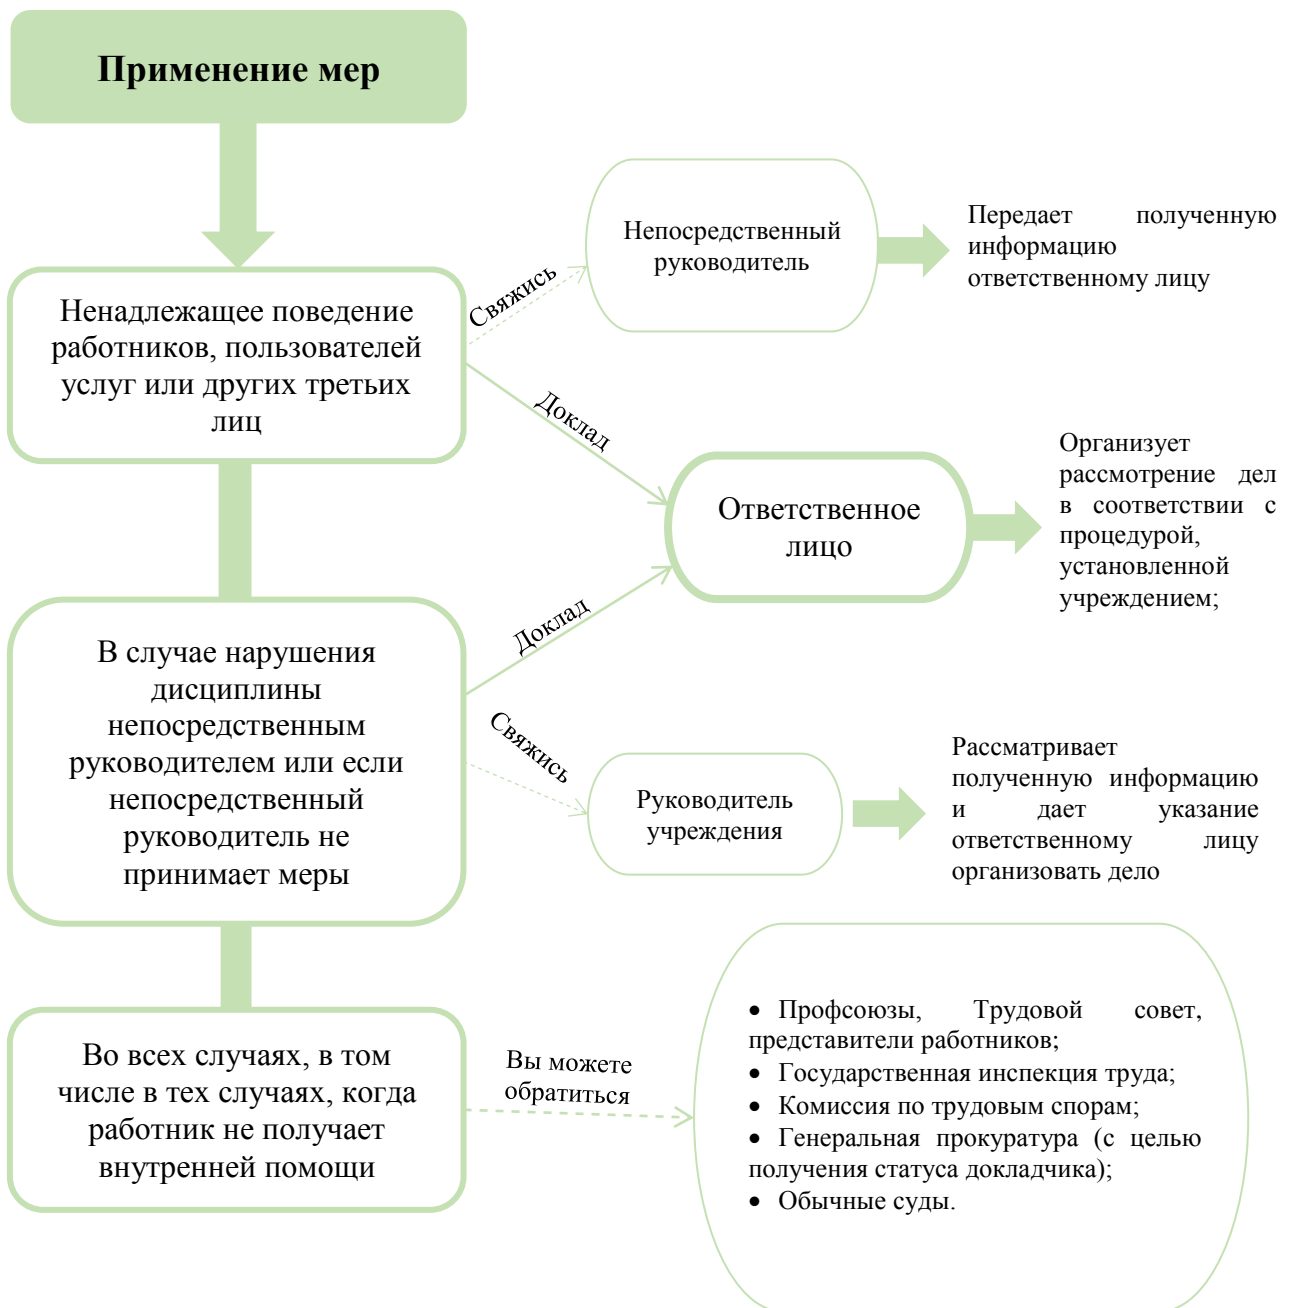 Применение мер
Непосредственный
руководитель
Передает полученную
информацию
ответственному лицу
Свяжись
Ненадлежащее поведение
работников, пользователей
услуг или других третьих
лиц
Доклад
Ответственное
лицо
Организует
рассмотрение дел
в соответствии с
процедурой,
установленной
учреждением;
Доклад
В случае нарушения
дисциплины
непосредственным
руководителем или если
непосредственный
руководитель не
принимает меры
Свяжись
Руководитель
учреждения
Рассматривает
полученную информацию
и дает указание
ответственному лицу
организовать дело
Во всех случаях, в том
числе в тех случаях, когда
работник не получает
внутренней помощи
Вы можете
обратиться
• Профсоюзы, Трудовой совет,
представители работников;
• Государственная инспекция труда;
• Комиссия по трудовым спорам;
• Генеральная прокуратура (с целью
получения статуса докладчика);
• Обычные суды.